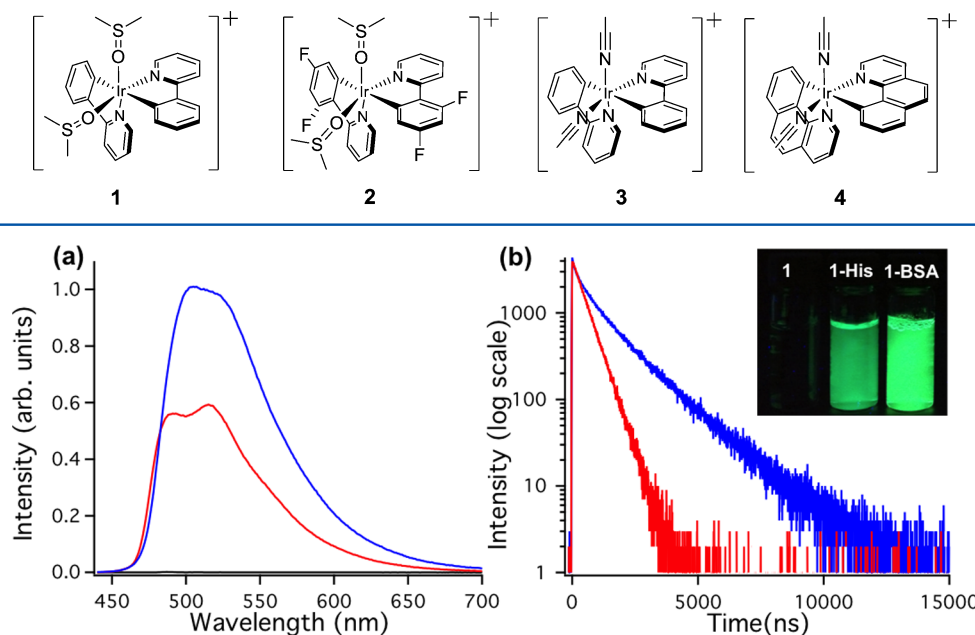 +
+
+
+
S
O
N
Ir
S
O
N
F
S
O
N
Ir
F
S
O
F
N
F
N
N
Ir
N
N
N
N
Ir
N
N
1
2
3
4
(a)
1.0
0.8
0.6
0.4
0.2
0.0
Intensity (arb. units)
450
500
550
600
650
700
Wavelength (nm)
(b)
1 1-His 1-BSA
1000
100
10
1
Intensity (log scale)
0
5000
10000
15000
Time(ns)